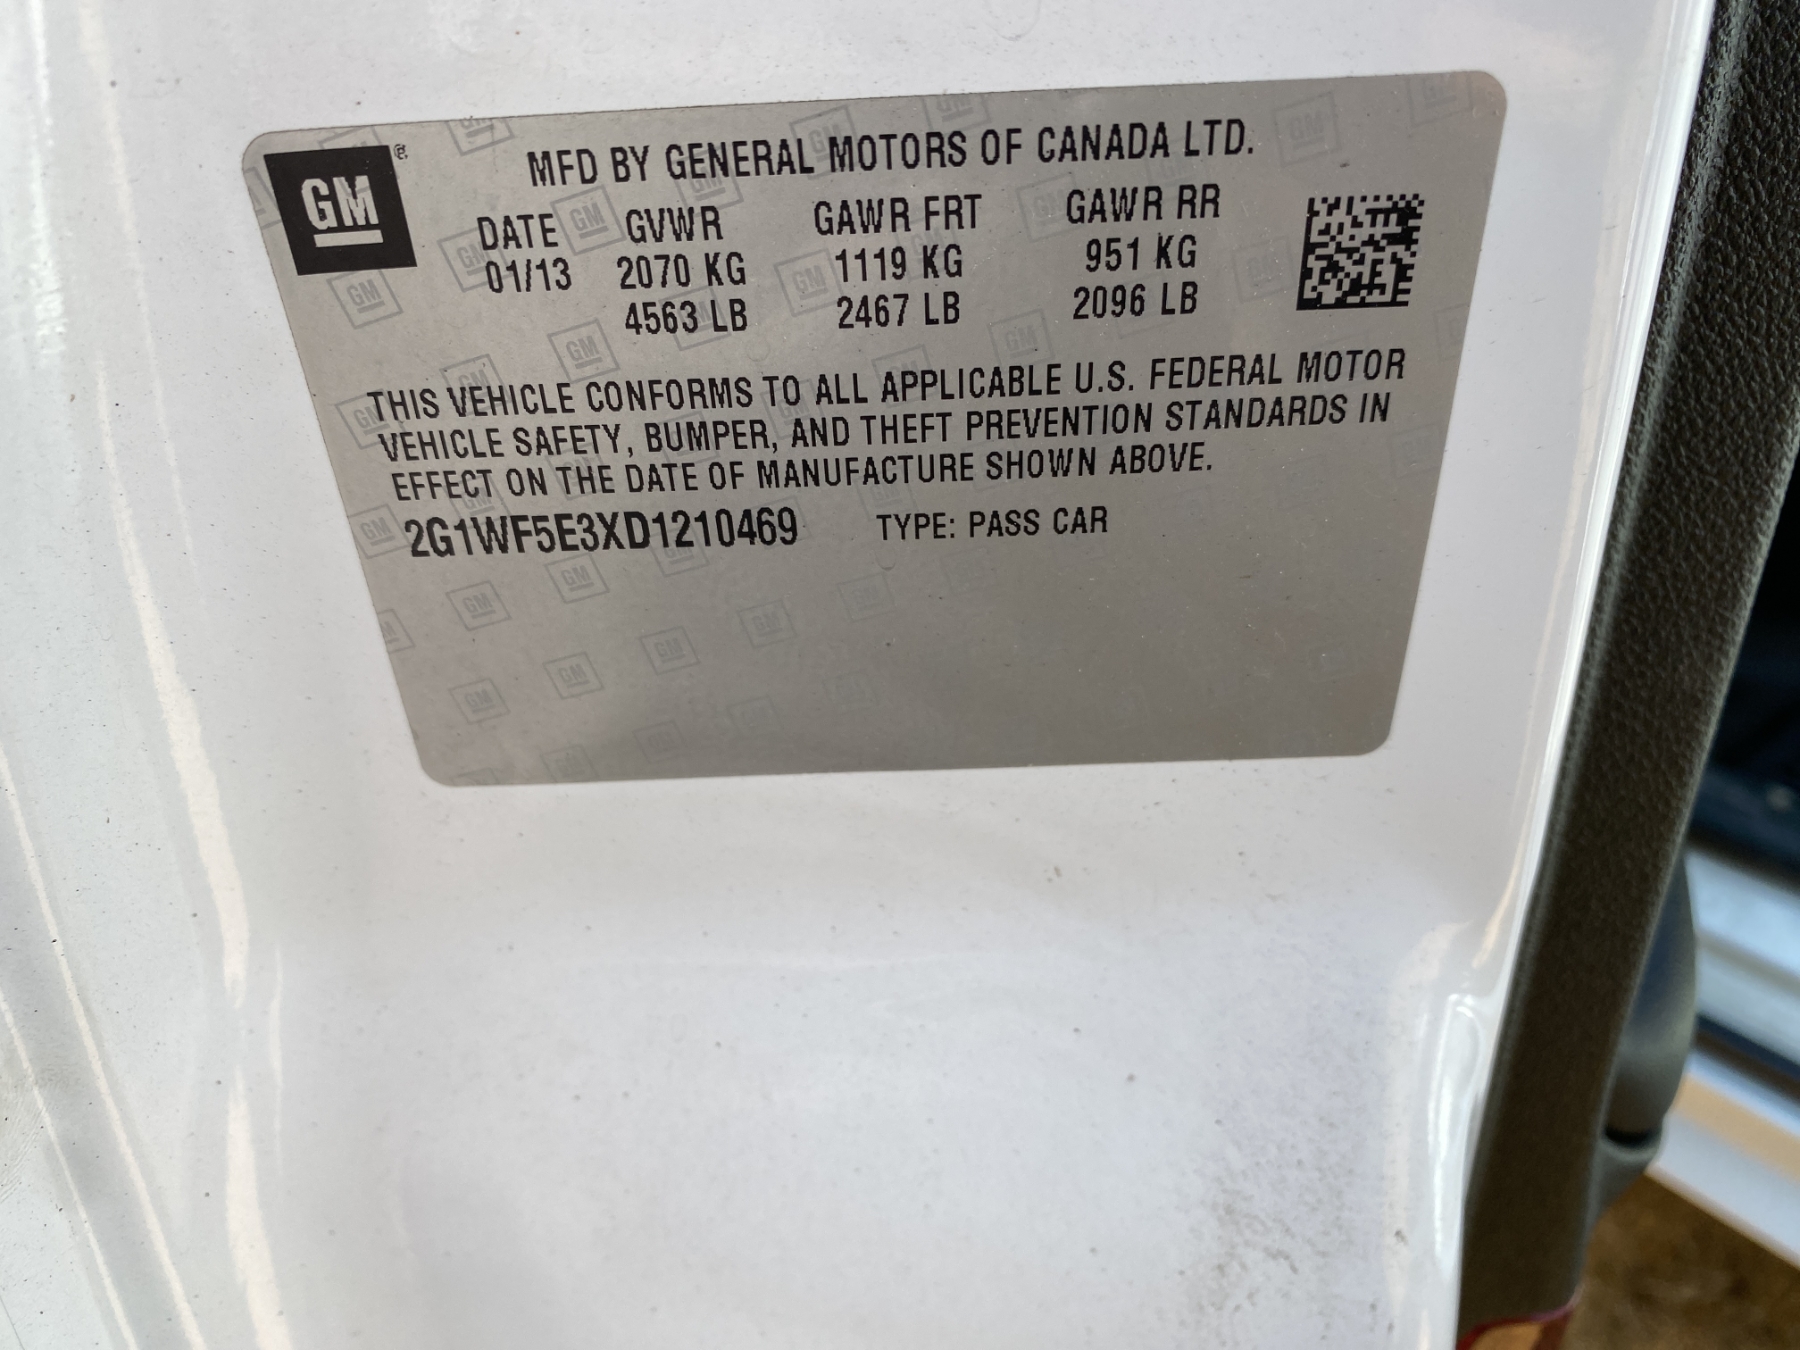 GM ®
MFD BY GENERAL MOTORS OF CANADA LTD.
DATE GVWR GAWR FRT GAWR RR
01/13 2070 KG 1119 KG 951 KG
4563 LB 2467 LB 2096 LB
THIS VEHICLE CONFORMS TO ALL APPLICABLE U.S. FEDERAL MOTOR
VEHICLE SAFETY, BUMPER, AND THEFT PREVENTION STANDARDS IN
EFFECT ON THE DATE OF MANUFACTURE SHOWN ABOVE.
2G1WF5E3XD1210469 TYPE: PASS CAR